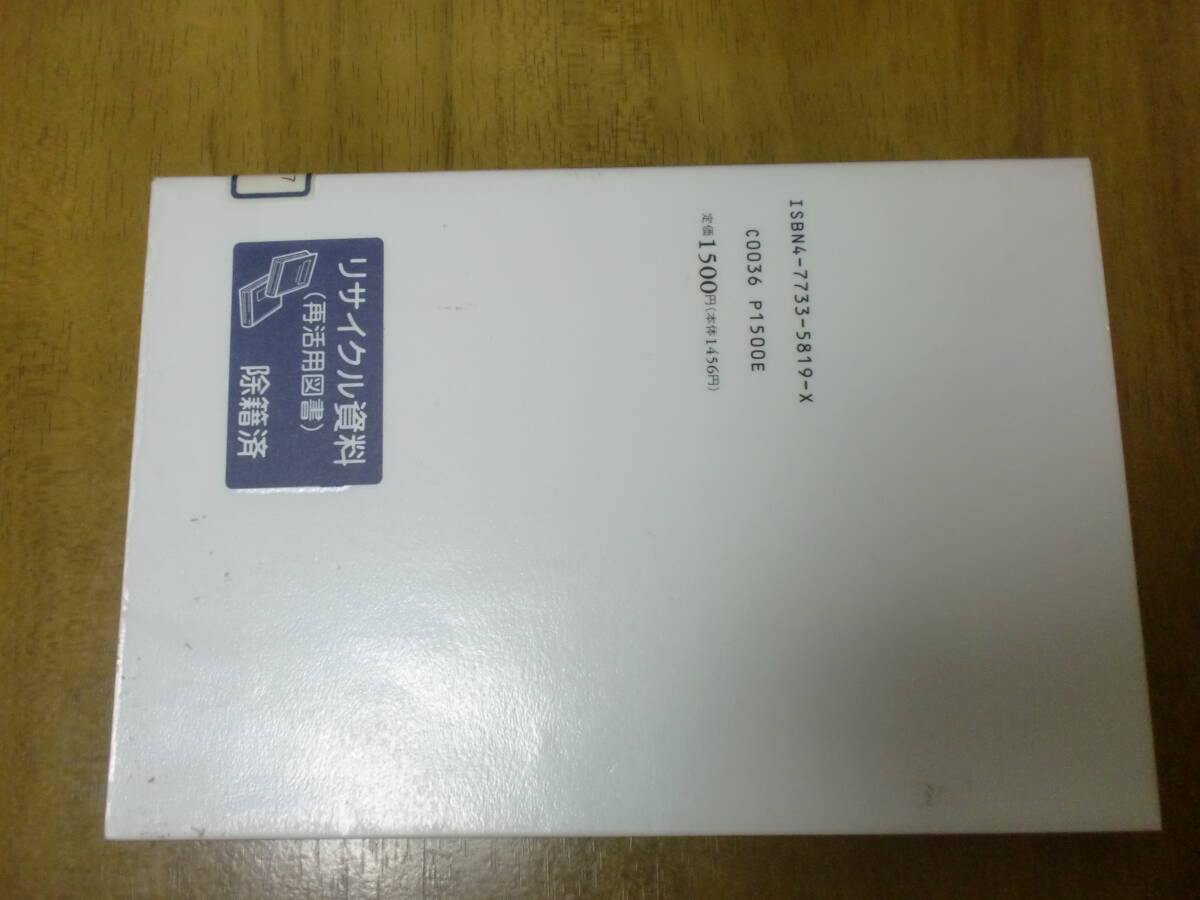 ISBN4-7733-5819-X
C0036 P1500E
定価1500円(本体1456円)
リサイクル資料
(再活用図書)
除籍済
7